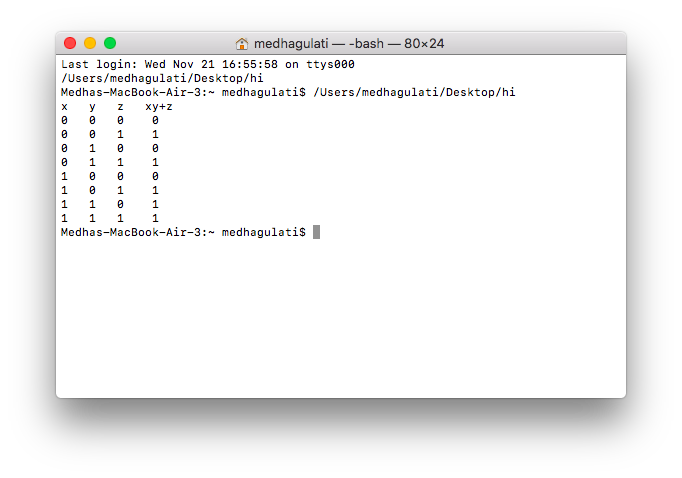 medhagulati — -bash — 80×24
Last login: Wed Nov 21 16:55:58 on ttys000
/Users/medhagulati/Desktop/hi
Medhas-MacBook-Air-3:~ medhagulati$ /Users/medhagulati/Desktop/hi
x   y   z   xy+z
0   0   0    0
0   0   1    1
0   1   0    0
0   1   1    1
1   0   0    0
1   0   1    1
1   1   0    1
1   1   1    1
Medhas-MacBook-Air-3:~ medhagulati$